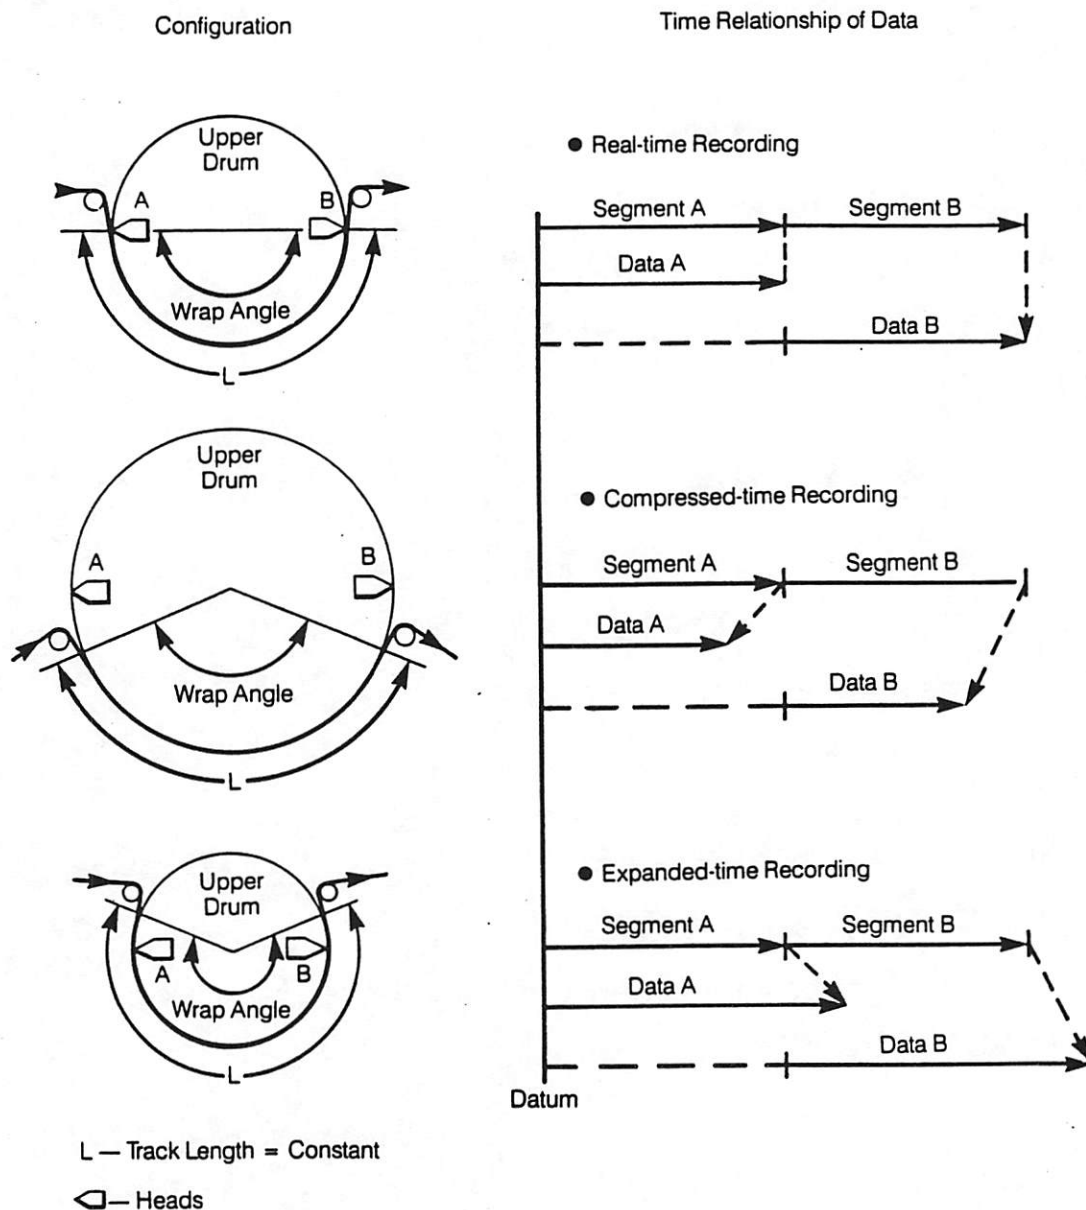 Configuration
Time Relationship of Data
Upper
Drum
A
B
Wrap Angle
L
● Real-time Recording
Segment A
Segment B
Data A
Data B
Upper
Drum
A
B
Wrap Angle
L
● Compressed-time Recording
Segment A
Segment B
Data A
Data B
Upper
Drum
A
B
Wrap Angle
L
● Expanded-time Recording
Segment A
Segment B
Data A
Data B
Datum
L — Track Length = Constant
— Heads